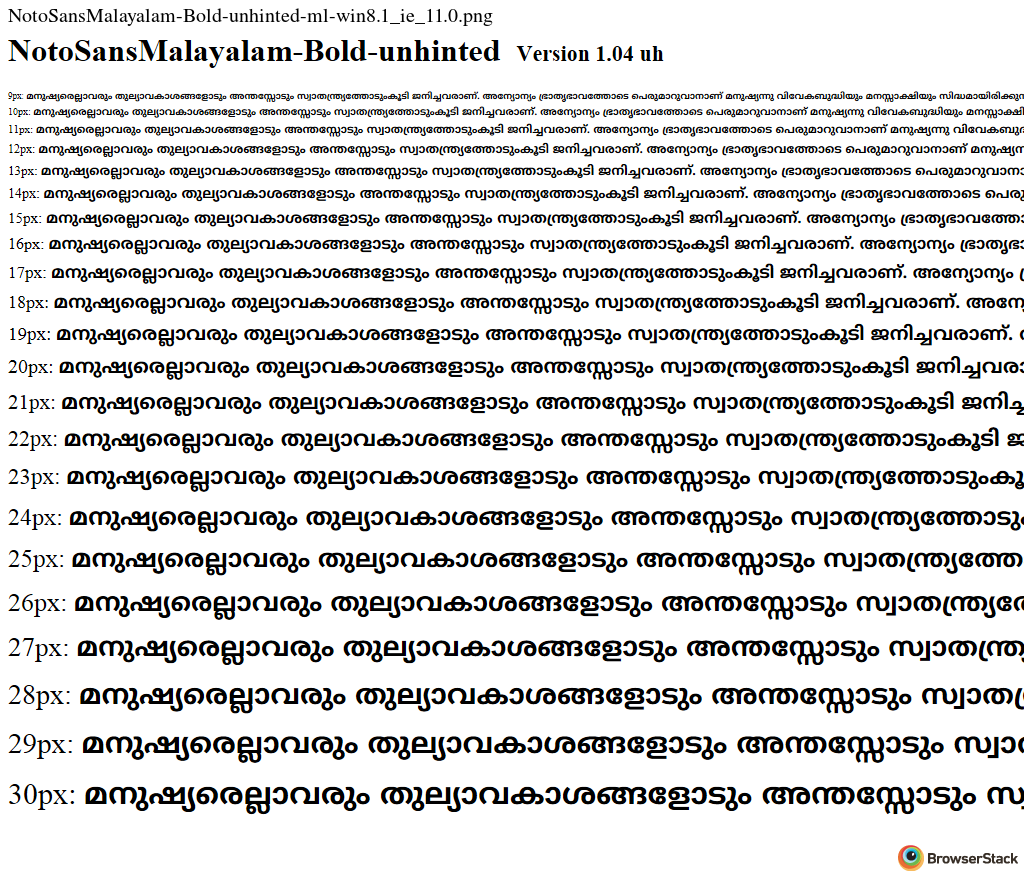 NotoSansMalayalam-Bold-unhinted-ml-win8.1_ie_11.0.png
NotoSansMalayalam-Bold-unhinted Version 1.04 uh
9px: മനുഷ്യരെല്ലാവരും തുല്യാവകാശങ്ങളോടും അന്തസ്സോടും സ്വാതന്ത്ര്യത്തോടുംകൂടി ജനിച്ചവരാണ്. അന്യോന്യം ഭ്രാതൃഭാവത്തോടെ പെരുമാറുവാനാണ് മനുഷ്യന്നു വിവേകബുദ്ധിയും മനസ്സാക്ഷിയും സിദ്ധമായിരിക്കുന്
10px: മനുഷ്യരെല്ലാവരും തുല്യാവകാശങ്ങളോടും അന്തസ്സോടും സ്വാതന്ത്ര്യത്തോടുംകൂടി ജനിച്ചവരാണ്. അന്യോന്യം ഭ്രാതൃഭാവത്തോടെ പെരുമാറുവാനാണ് മനുഷ്യന്നു വിവേകബുദ്ധിയും മനസ്സാക്ഷി
11px: മനുഷ്യരെല്ലാവരും തുല്യാവകാശങ്ങളോടും അന്തസ്സോടും സ്വാതന്ത്ര്യത്തോടുംകൂടി ജനിച്ചവരാണ്. അന്യോന്യം ഭ്രാതൃഭാവത്തോടെ പെരുമാറുവാനാണ് മനുഷ്യന്നു വിവേകബുദ
12px: മനുഷ്യരെല്ലാവരും തുല്യാവകാശങ്ങളോടും അന്തസ്സോടും സ്വാതന്ത്ര്യത്തോടുംകൂടി ജനിച്ചവരാണ്. അന്യോന്യം ഭ്രാതൃഭാവത്തോടെ പെരുമാറുവാനാണ് മനുഷ്യന
13px: മനുഷ്യരെല്ലാവരും തുല്യാവകാശങ്ങളോടും അന്തസ്സോടും സ്വാതന്ത്ര്യത്തോടുംകൂടി ജനിച്ചവരാണ്. അന്യോന്യം ഭ്രാതൃഭാവത്തോടെ പെരുമാറുവാനാ
14px: മനുഷ്യരെല്ലാവരും തുല്യാവകാശങ്ങളോടും അന്തസ്സോടും സ്വാതന്ത്ര്യത്തോടുംകൂടി ജനിച്ചവരാണ്. അന്യോന്യം ഭ്രാതൃഭാവത്തോടെ പെരു
15px: മനുഷ്യരെല്ലാവരും തുല്യാവകാശങ്ങളോടും അന്തസ്സോടും സ്വാതന്ത്ര്യത്തോടുംകൂടി ജനിച്ചവരാണ്. അന്യോന്യം ഭ്രാതൃഭാവത്തോ
16px: മനുഷ്യരെല്ലാവരും തുല്യാവകാശങ്ങളോടും അന്തസ്സോടും സ്വാതന്ത്ര്യത്തോടുംകൂടി ജനിച്ചവരാണ്. അന്യോന്യം ഭ്രാതൃഭാ
17px: മനുഷ്യരെല്ലാവരും തുല്യാവകാശങ്ങളോടും അന്തസ്സോടും സ്വാതന്ത്ര്യത്തോടുംകൂടി ജനിച്ചവരാണ്. അന്യോന്യം
18px: മനുഷ്യരെല്ലാവരും തുല്യാവകാശങ്ങളോടും അന്തസ്സോടും സ്വാതന്ത്ര്യത്തോടുംകൂടി ജനിച്ചവരാണ്. അന്യേ
19px: മനുഷ്യരെല്ലാവരും തുല്യാവകാശങ്ങളോടും അന്തസ്സോടും സ്വാതന്ത്ര്യത്തോടുംകൂടി ജനിച്ചവരാണ്.
20px: മനുഷ്യരെല്ലാവരും തുല്യാവകാശങ്ങളോടും അന്തസ്സോടും സ്വാതന്ത്ര്യത്തോടുംകൂടി ജനിച്ചവരാ
21px: മനുഷ്യരെല്ലാവരും തുല്യാവകാശങ്ങളോടും അന്തസ്സോടും സ്വാതന്ത്ര്യത്തോടുംകൂടി ജനിച്ച
22px: മനുഷ്യരെല്ലാവരും തുല്യാവകാശങ്ങളോടും അന്തസ്സോടും സ്വാതന്ത്ര്യത്തോടുംകൂടി ജ
23px: മനുഷ്യരെല്ലാവരും തുല്യാവകാശങ്ങളോടും അന്തസ്സോടും സ്വാതന്ത്ര്യത്തോടുംകൂ
24px: മനുഷ്യരെല്ലാവരും തുല്യാവകാശങ്ങളോടും അന്തസ്സോടും സ്വാതന്ത്ര്യത്തോടും
25px: മനുഷ്യരെല്ലാവരും തുല്യാവകാശങ്ങളോടും അന്തസ്സോടും സ്വാതന്ത്ര്യത്തോ
26px: മനുഷ്യരെല്ലാവരും തുല്യാവകാശങ്ങളോടും അന്തസ്സോടും സ്വാതന്ത്ര്യത്തേ
27px: മനുഷ്യരെല്ലാവരും തുല്യാവകാശങ്ങളോടും അന്തസ്സോടും സ്വാതന്ത്ര്യ
28px: മനുഷ്യരെല്ലാവരും തുല്യാവകാശങ്ങളോടും അന്തസ്സോടും സ്വാത
29px: മനുഷ്യരെല്ലാവരും തുല്യാവകാശങ്ങളോടും അന്തസ്സോടും സ്വാ
30px: മനുഷ്യരെല്ലാവരും തുല്യാവകാശങ്ങളോടും അന്തസ്സോടും സ്വ
BrowserStack